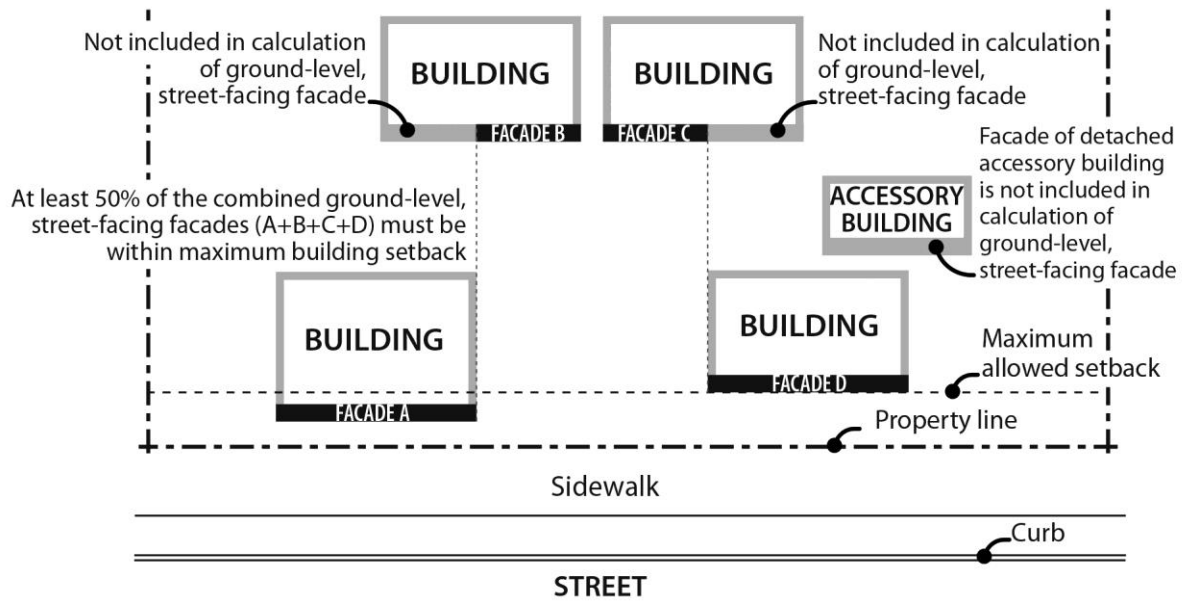 Not included in calculation
of ground-level,
street-facing facade
BUILDING
FACADE B
BUILDING
FACADE C
Not included in calculation
of ground-level,
street-facing facade
Facade of detached
accessory building
is not included in
calculation of
ground-level,
street-facing facade
ACCESSORY
BUILDING
At least 50% of the combined ground-level,
street-facing facades (A+B+C+D) must be
within maximum building setback
BUILDING
FACADE A
BUILDING
FACADE D
Maximum
allowed setback
Property line
Sidewalk
Curb
STREET